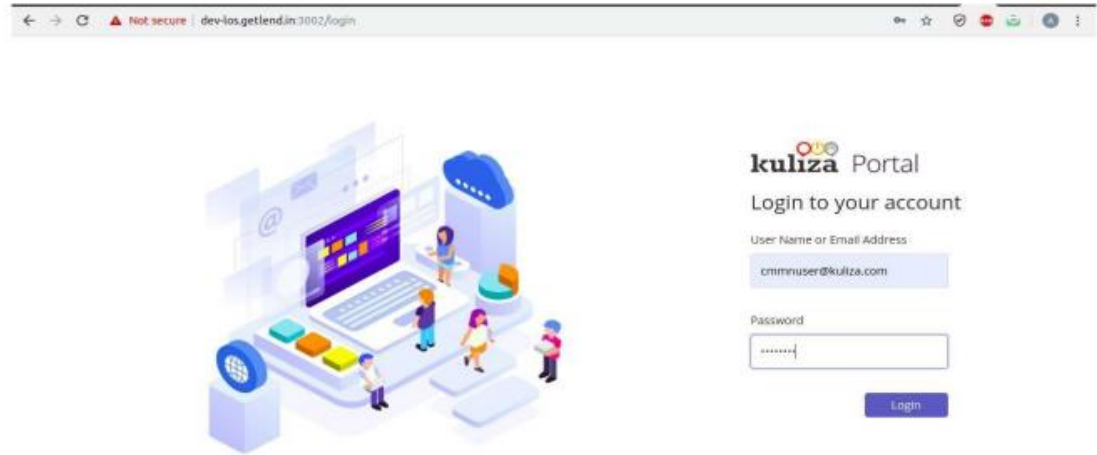 Not secure | dev-los.getlend.in:3002/login
kuliza Portal
Login to your account
User Name or Email Address
cmmnuser@kuliza.com
Password
••••••••
Login